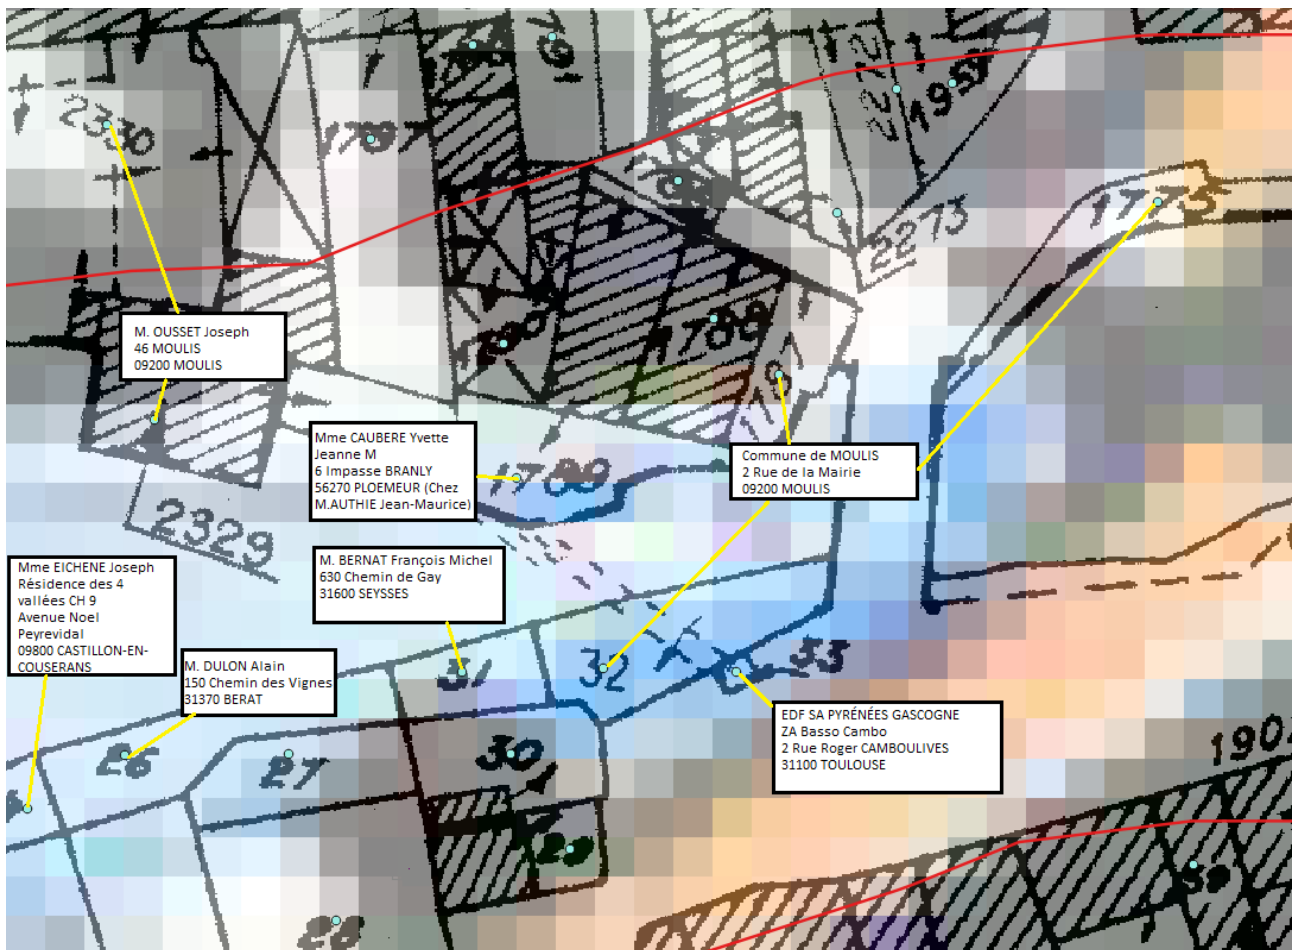 2330
1797
2212
1773
2273
M. OUSSET Joseph
46 MOULIS
09200 MOULIS
Mme CAUBERE Yvette
Jeanne M
6 Impasse BRANLY
56270 PLOEMEUR (Chez
M.AUTHIE Jean-Maurice)
Commune de MOULIS
2 Rue de la Mairie
09200 MOULIS
2329
Mme EICHENE Joseph
Résidence des 4
vallées CH 9
Avenue Noel
Peyrevidal
09800 CASTILLON-EN-
COUSERANS
M. BERNAT François Michel
630 Chemin de Gay
31600 SEYSSES
31
32
33
M. DULON Alain
150 Chemin des Vignes
31370 BERAT
EDF SA PYRÉNÉES GASCOGNE
ZA Basso Cambo
2 Rue Roger CAMBOULIVES
31100 TOULOUSE
26
27
30
29
28